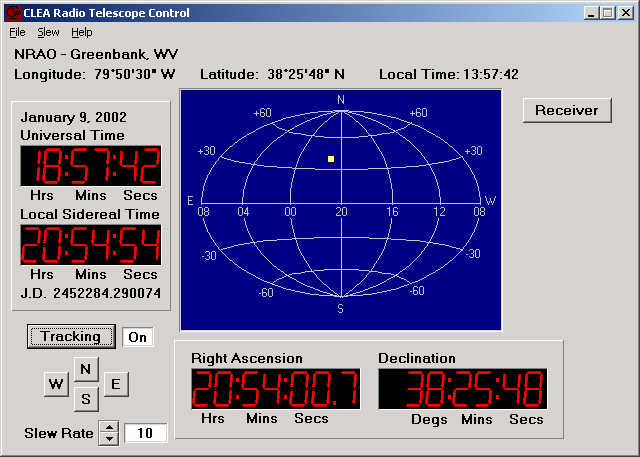 CLEA Radio Telescope Control
File Slew Help
NRAO - Greenbank, WV
Longitude: 79°50'30" W Latitude: 38°25'48" N Local Time: 13:57:42
January 9, 2002
Universal Time
18:57:42
Hrs Mins Secs
Local Sidereal Time
20:54:54
Hrs Mins Secs
J.D. 2452284.290074
N
+60 +60
+30 +30
E W
08 04 00 20 16 12 08
-30 -30
-60 -60
S
Receiver
Tracking On
N
W E
S
Slew Rate 10
Right Ascension
20:54:00.7
Hrs Mins Secs
Declination
38:25:48
Degs Mins Secs